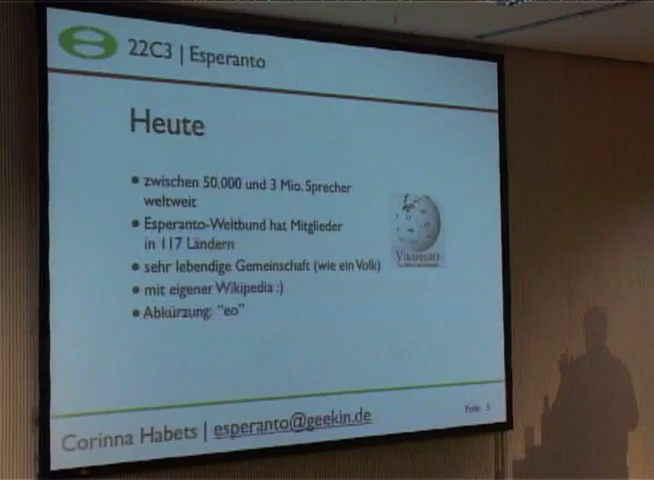 22C3 | Esperanto
Heute
• zwischen 50.000 und 3 Mio. Sprecher
weltweit
• Esperanto-Weltbund hat Mitglieder
in 117 Ländern
• sehr lebendige Gemeinschaft (wie ein Volk)
• mit eigener Wikipedia :)
• Abkürzung: "eo"
VIKIPEDIO
Corinna Habets | esperanto@geekin.de
Folie 5